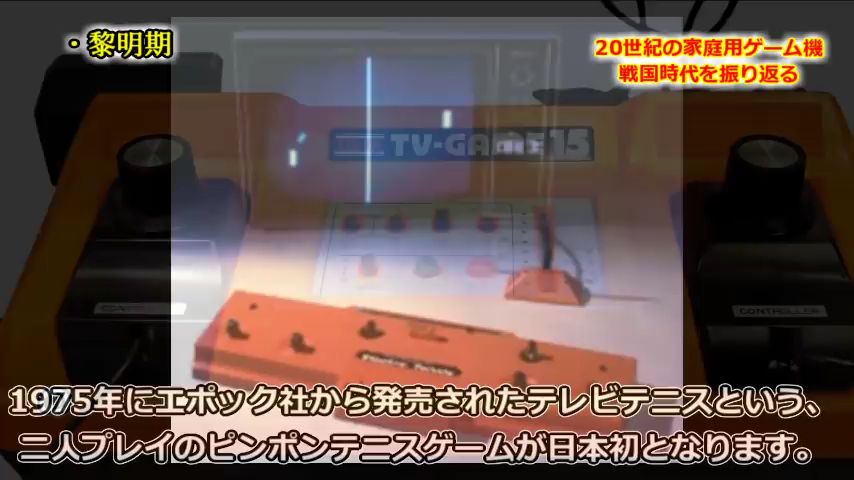 ・黎明期
20世紀の家庭用ゲーム機
戦国時代を振り返る
TV-GAME 15
CONTROLLER
1975年にエポック社から発売されたテレビテニスという、
二人プレイのピンポンテニスゲームが日本初となります。